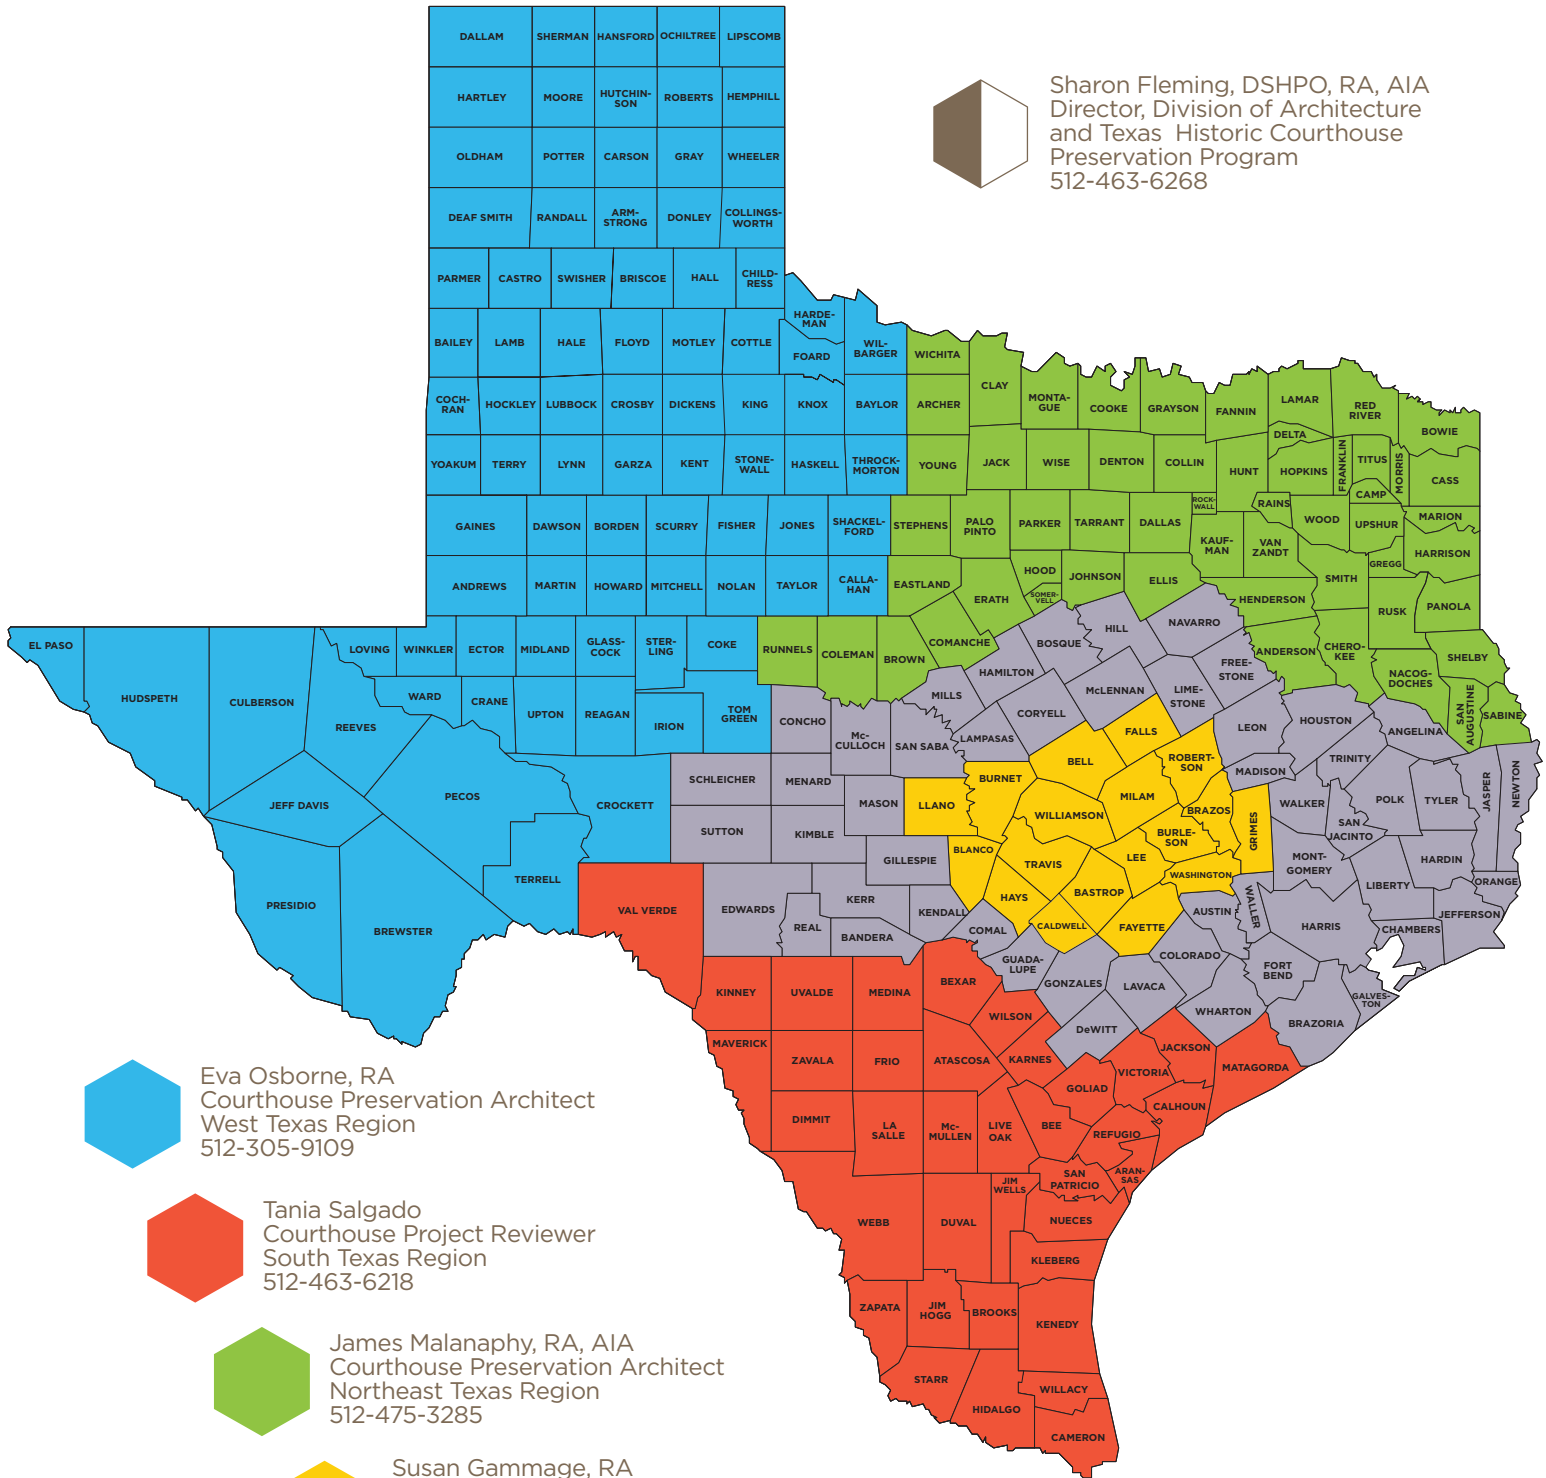 DALLAM SHERMAN HANSFORD OCHILTREE LIPSCOMB
HARTLEY MOORE HUTCHIN-
SON ROBERTS HEMPHILL
OLDHAM POTTER CARSON GRAY WHEELER
DEAF SMITH RANDALL ARM-
STRONG DONLEY COLLINGS-
WORTH
PARMER CASTRO SWISHER BRISCOE HALL CHILD-
RESS
Sharon Fleming, DSHPO, RA, AIA
Director, Division of Architecture
and Texas Historic Courthouse
Preservation Program
512-463-6268
HARDE-
MAN
BAILEY LAMB HALE FLOYD MOTLEY COTTLE FOARD WIL-
BARGER WICHITA
CLAY
COCH-
RAN HOCKLEY LUBBOCK CROSBY DICKENS KING KNOX BAYLOR ARCHER MONTA-
GUE COOKE GRAYSON FANNIN LAMAR RED
RIVER
BOWIE
DELTA
YOAKUM TERRY LYNN GARZA KENT STONE-
WALL HASKELL THROCK-
MORTON YOUNG JACK WISE DENTON COLLIN HUNT HOPKINS FRANKLIN TITUS MORRIS CASS
CAMP
GAINES DAWSON BORDEN SCURRY FISHER JONES SHACKEL-
FORD STEPHENS PALO
PINTO PARKER TARRANT DALLAS ROCK-
WALL RAINS WOOD UPSHUR MARION
KAUF-
MAN VAN
ZANDT HARRISON
ANDREWS MARTIN HOWARD MITCHELL NOLAN TAYLOR CALLA-
HAN EASTLAND ERATH HOOD SOMER-
VELL JOHNSON ELLIS HENDERSON SMITH GREGG RUSK PANOLA
EL PASO HUDSPETH CULBERSON REEVES LOVING WINKLER ECTOR MIDLAND GLASS-
COCK STER-
LING COKE RUNNELS COLEMAN BROWN COMANCHE HAMILTON BOSQUE HILL NAVARRO ANDERSON CHERO-
KEE NACOG-
DOCHES SHELBY
SAN
AUGUSTINE SABINE
WARD CRANE UPTON REAGAN IRION TOM
GREEN CONCHO Mc-
CULLOCH SAN SABA MILLS LAMPASAS CORYELL McLENNAN LIME-
STONE FREE-
STONE LEON HOUSTON ANGELINA
FALLS BELL ROBERT-
SON MADISON TRINITY
JEFF DAVIS PECOS CROCKETT SCHLEICHER MENARD MASON LLANO BURNET WILLIAMSON MILAM BRAZOS GRIMES WALKER SAN
JACINTO POLK TYLER JASPER NEWTON
SUTTON KIMBLE GILLESPIE BLANCO TRAVIS LEE BURLE-
SON WASHINGTON MONT-
GOMERY LIBERTY HARDIN ORANGE
PRESIDIO BREWSTER TERRELL VAL VERDE EDWARDS REAL KERR BANDERA KENDALL COMAL HAYS CALDWELL BASTROP FAYETTE AUSTIN WALLER HARRIS CHAMBERS JEFFERSON
GUADA-
LUPE GONZALES LAVACA COLORADO FORT
BEND GALVES-
TON
KINNEY UVALDE MEDINA BEXAR WILSON DeWITT WHARTON BRAZORIA
MAVERICK ZAVALA FRIO ATASCOSA KARNES GOLIAD VICTORIA JACKSON MATAGORDA
DIMMIT LA
SALLE Mc-
MULLEN LIVE
OAK BEE REFUGIO CALHOUN
SAN
PATRICIO ARAN-
SAS
WEBB DUVAL JIM
WELLS NUECES
KLEBERG
ZAPATA JIM
HOGG BROOKS KENEDY
STARR HIDALGO WILLACY
CAMERON
Eva Osborne, RA
Courthouse Preservation Architect
West Texas Region
512-305-9109
Tania Salgado
Courthouse Project Reviewer
South Texas Region
512-463-6218
James Malanaphy, RA, AIA
Courthouse Preservation Architect
Northeast Texas Region
512-475-3285
Susan Gammage, RA